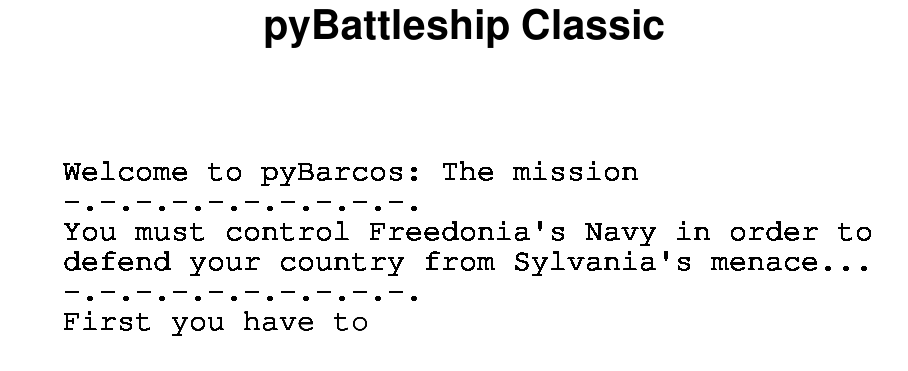 pyBattleship Classic
Welcome to pyBarcos: The mission
-.-.-.-.-.-.-.-.-.-.
You must control Freedonia's Navy in order to
defend your country from Sylvania's menace...
-.-.-.-.-.-.-.-.-.-.
First you have to